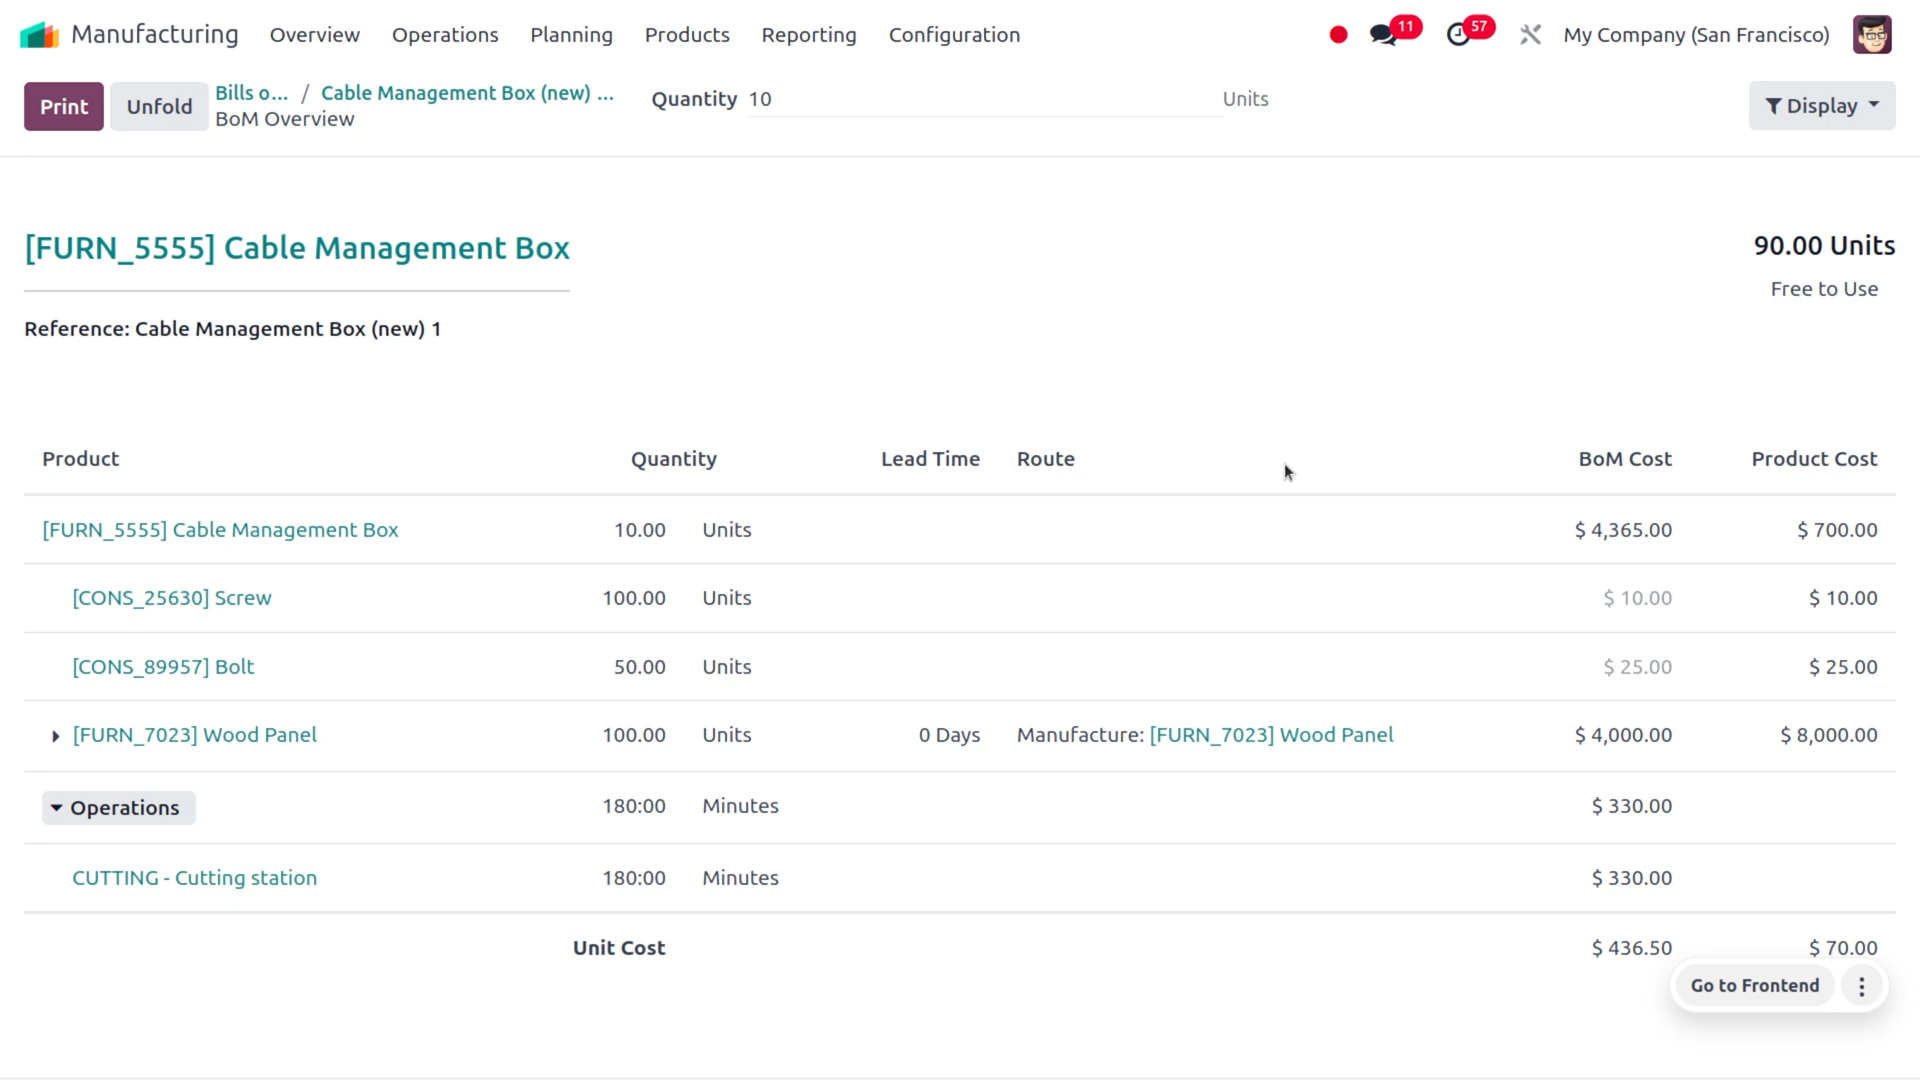 Manufacturing Overview Operations Planning Products Reporting Configuration 11 57 My Company (San Francisco)
Print Unfold Bills o... / Cable Management Box (new) ... Quantity 10 Units Display
BoM Overview
[FURN_5555] Cable Management Box 90.00 Units
Free to Use
Reference: Cable Management Box (new) 1
Product Quantity Lead Time Route BoM Cost Product Cost
[FURN_5555] Cable Management Box 10.00 Units $ 4,365.00 $ 700.00
[CONS_25630] Screw 100.00 Units $ 10.00 $ 10.00
[CONS_89957] Bolt 50.00 Units $ 25.00 $ 25.00
[FURN_7023] Wood Panel 100.00 Units 0 Days Manufacture: [FURN_7023] Wood Panel $ 4,000.00 $ 8,000.00
Operations 180:00 Minutes $ 330.00
CUTTING - Cutting station 180:00 Minutes $ 330.00
Unit Cost $ 436.50 $ 70.00
Go to Frontend